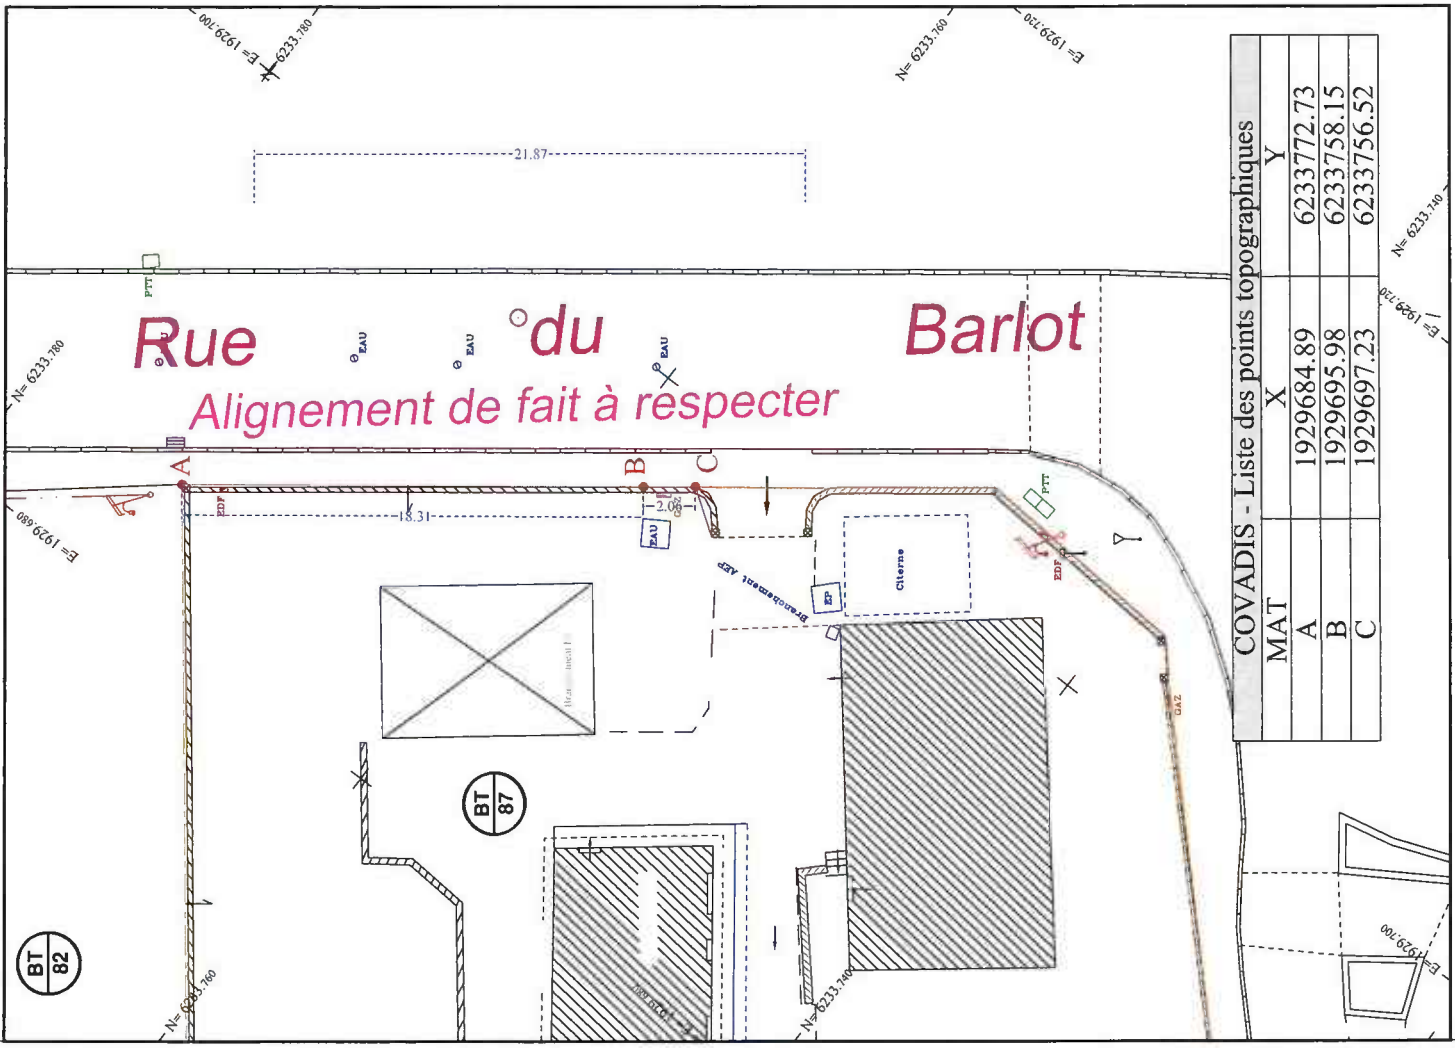 E= 1929.700
N= 6233.780
N= 6233.760
E= 1929.720
21.87
PTT
N= 6233.780
Rue du Barlot
EAU
EAU
EAU
Alignement de fait à respecter
A
B
C
EDF
18.31
2.06
EAU
E= 1929.680
Branchement AEP
EP
Citerne
PTT
EDF
GAZ
BT
87
BT
82
N= 6233.760
N= 6233.740
E= 1929.700
N= 6233.740
E= 1929.720
COVADIS - Liste des points topographiques
MAT X Y
A 1929684.89 6233772.73
B 1929695.98 6233758.15
C 1929697.23 6233756.52